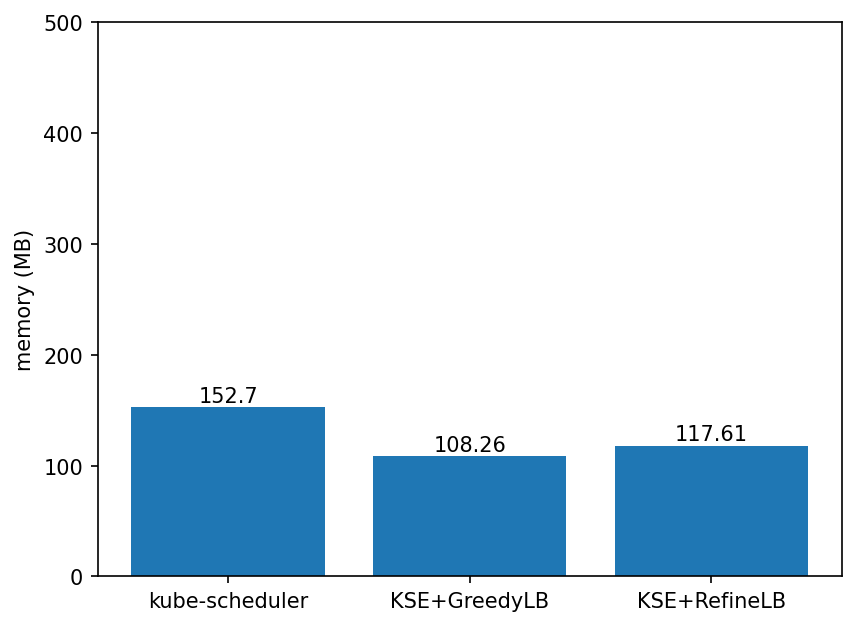 500
400
300
200
100
0
memory (MB)
152.7
108.26
117.61
kube-scheduler
KSE+GreedyLB
KSE+RefineLB